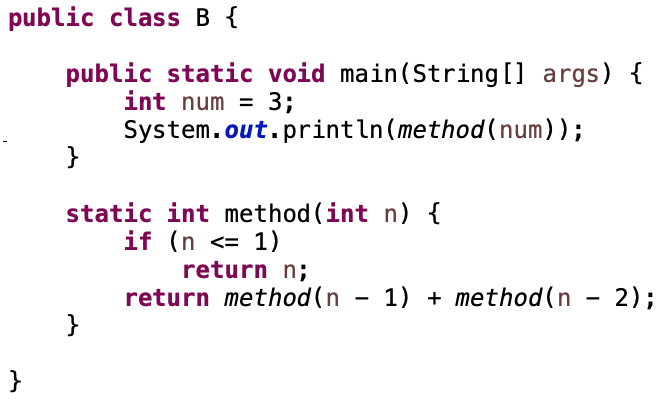 public class B {
public static void main(String[] args) {
int num = 3;
System.out.println(method(num));
}
static int method(int n) {
if (n <= 1)
return n;
return method(n - 1) + method(n - 2);
}
}